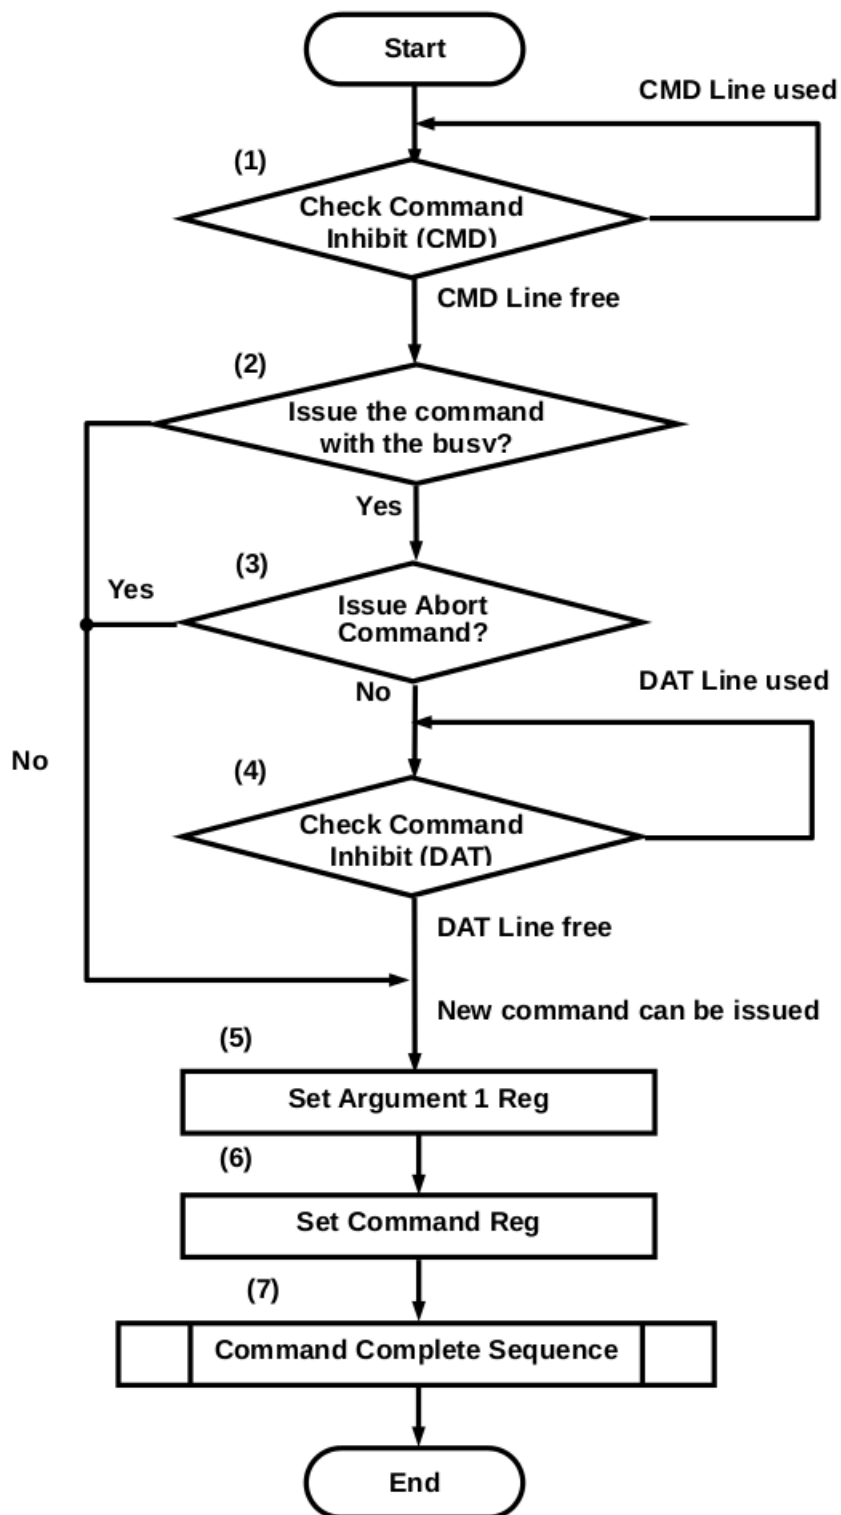 Start
CMD Line used
(1)
Check Command
Inhibit (CMD)
CMD Line free
(2)
Issue the command
with the busy?
Yes
(3)
Yes
Issue Abort
Command?
No
DAT Line used
No
(4)
Check Command
Inhibit (DAT)
DAT Line free
New command can be issued
(5)
Set Argument 1 Reg
(6)
Set Command Reg
(7)
Command Complete Sequence
End